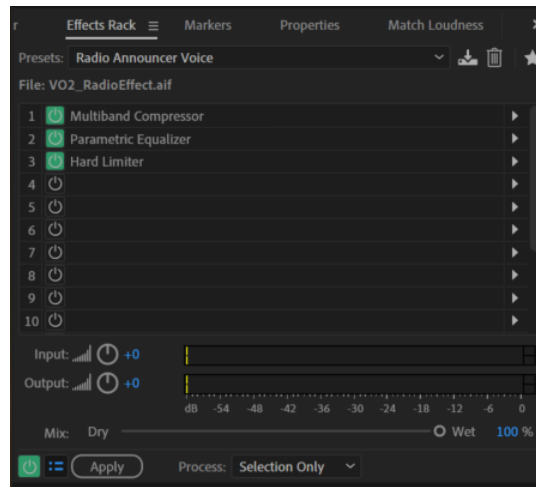 r Effects Rack Markers Properties Match Loudness
Presets: Radio Announcer Voice
File: VO2_RadioEffect.aif
1 Multiband Compressor
2 Parametric Equalizer
3 Hard Limiter
4
5
6
7
8
9
10
Input: +0
Output: +0
dB -54 -48 -42 -36 -30 -24 -18 -12 -6 0
Mix: Dry Wet 100 %
Apply Process: Selection Only